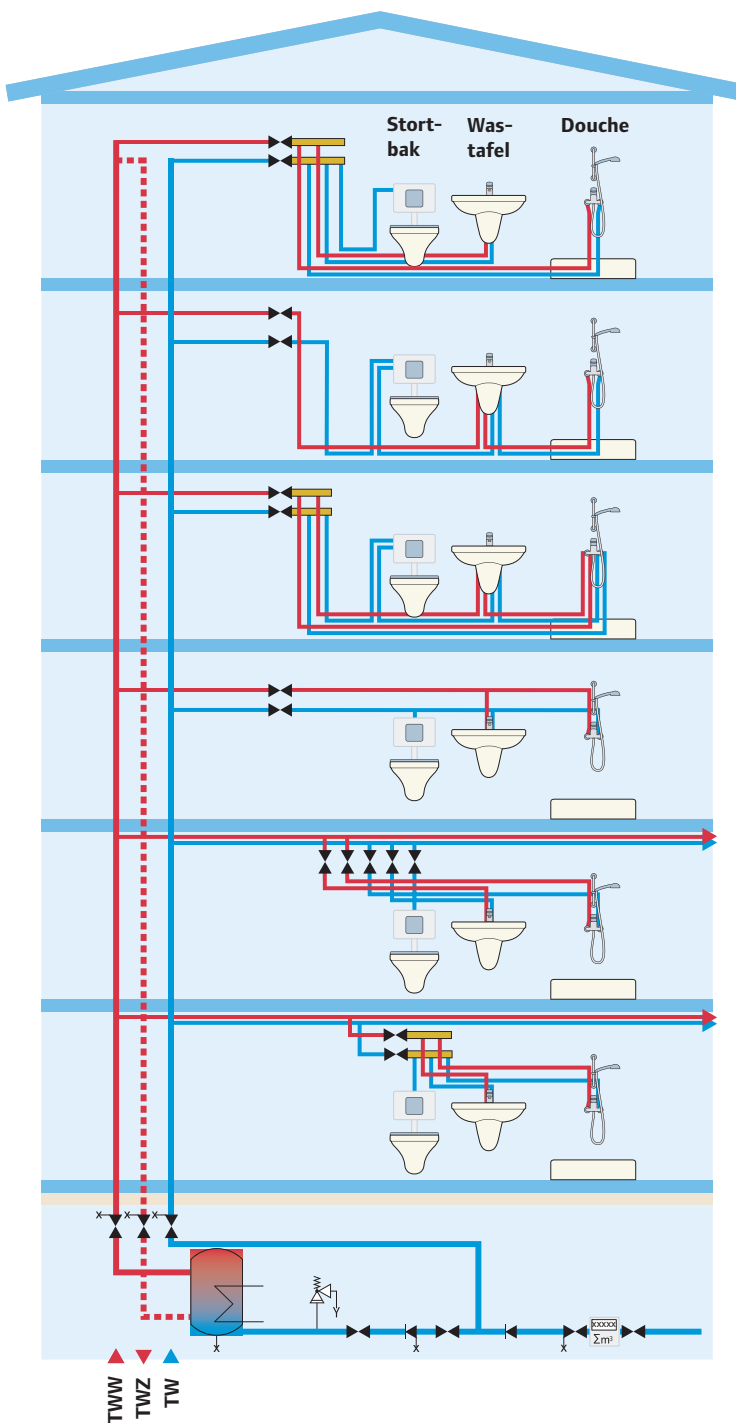 Stort-
bak
Was-
tafel
Douche
x
x
x
xxxxx
Σm³
x
x
x
TWW
TWZ
TW